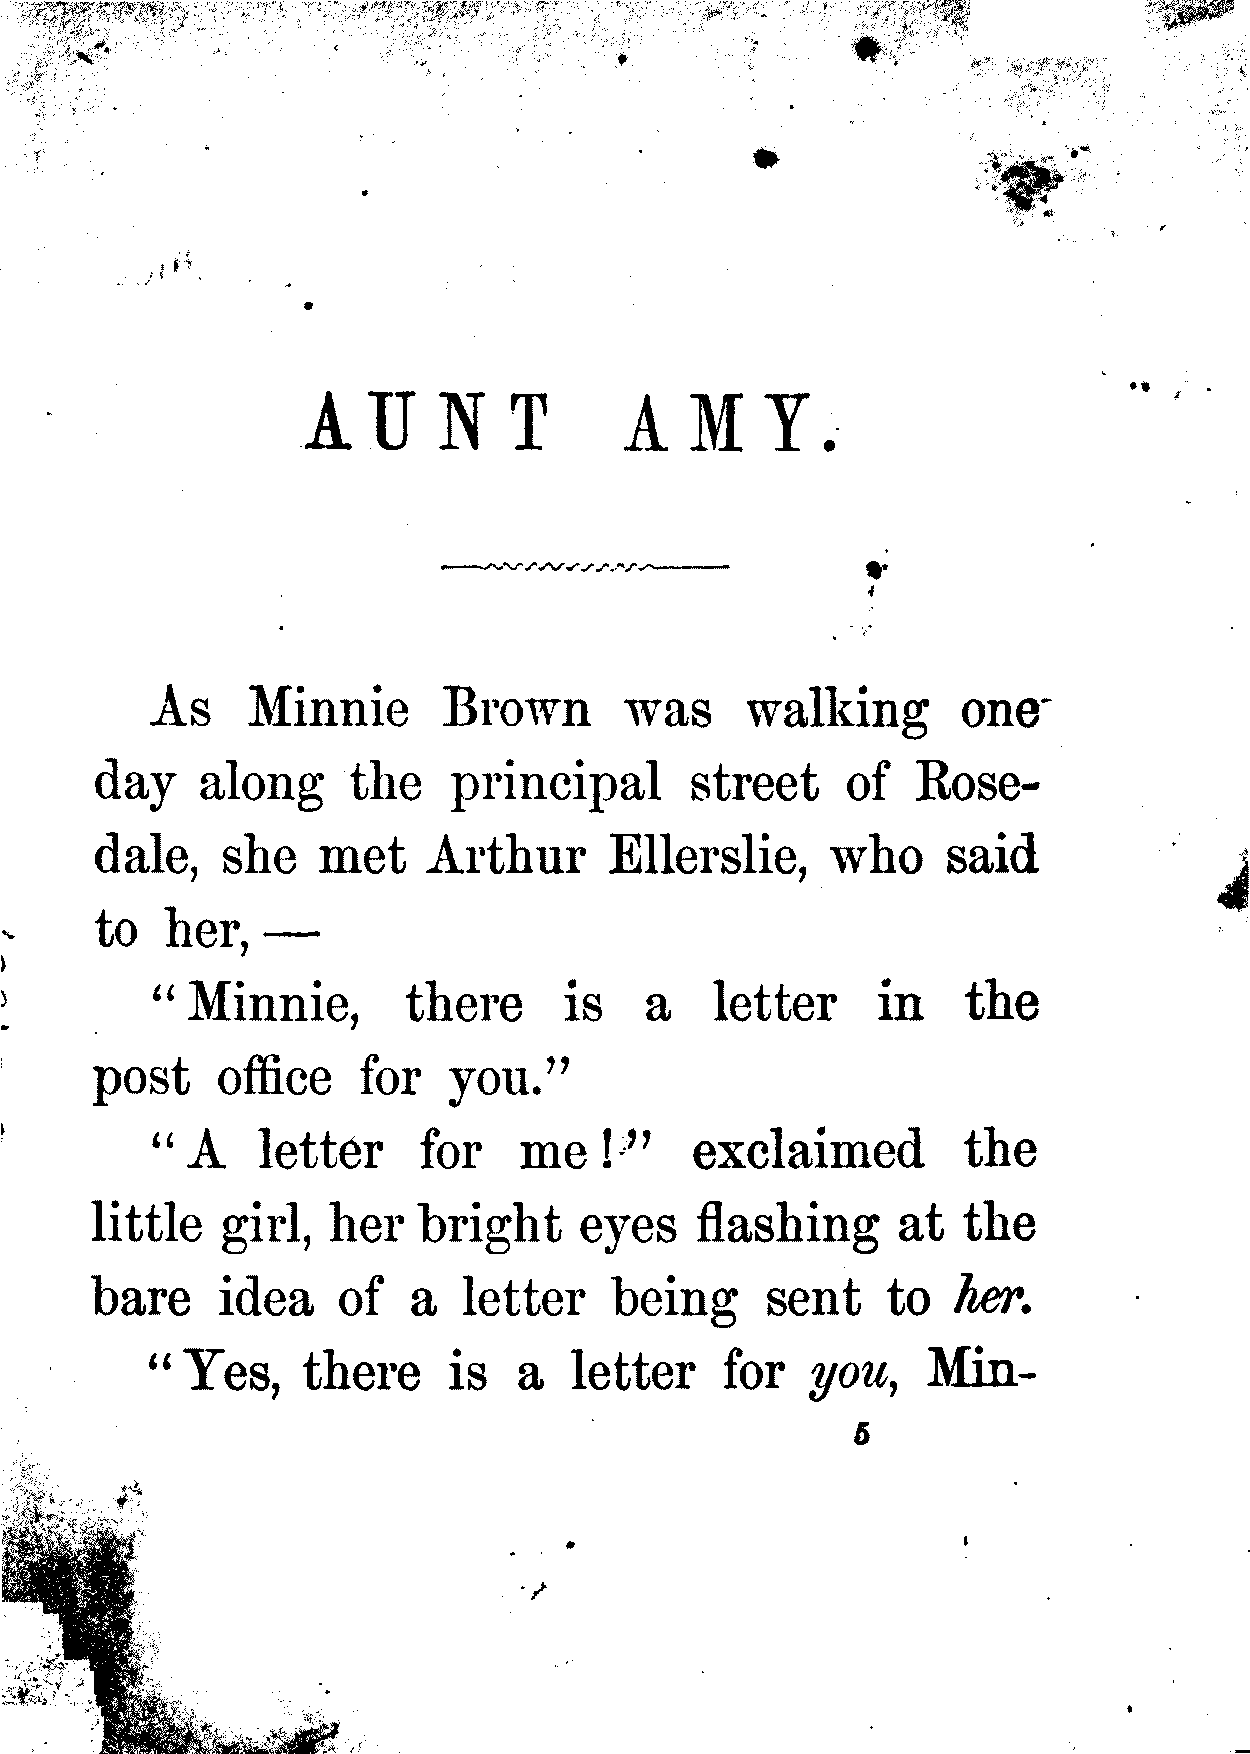 AUNT AMY.
As Minnie Brown was walking one
day along the principal street of Rose-
dale, she met Arthur Ellerslie, who said
to her, —
“Minnie, there is a letter in the
post office for you.”
“A letter for me!” exclaimed the
little girl, her bright eyes flashing at the
bare idea of a letter being sent to her.
“Yes, there is a letter for you, Min-
5